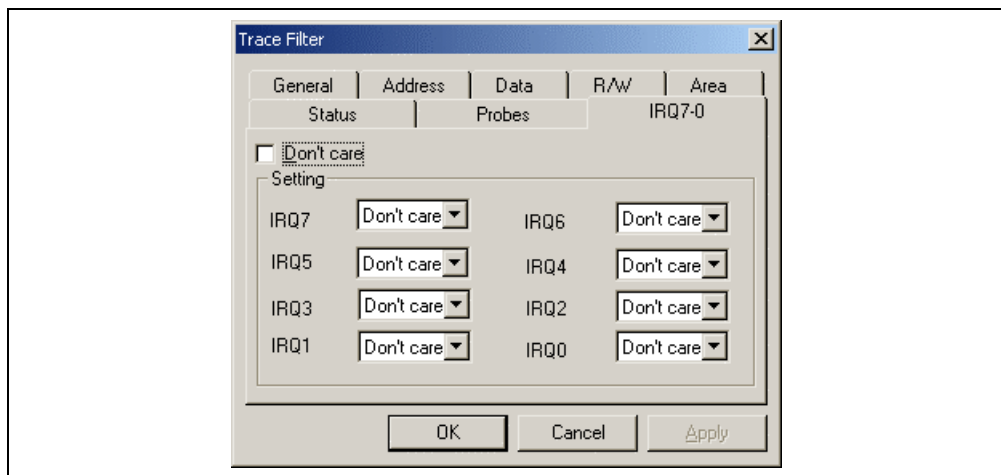 Trace Filter
General Address Data R/W Area
Status Probes IRQ7-0
Don't care
Setting
IRQ7 Don't care IRQ6 Don't care
IRQ5 Don't care IRQ4 Don't care
IRQ3 Don't care IRQ2 Don't care
IRQ1 Don't care IRQ0 Don't care
OK Cancel Apply